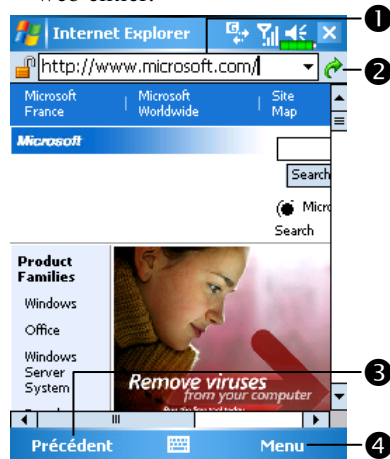 Internet Explorer
http://www.microsoft.com/
Microsoft France | Microsoft Worldwide | Site Map
Microsoft
Search
Micro
Search
Product Families
Windows
Office
Windows Server System
Remove viruses
from your computer
Précédent
Menu
1
2
3
4